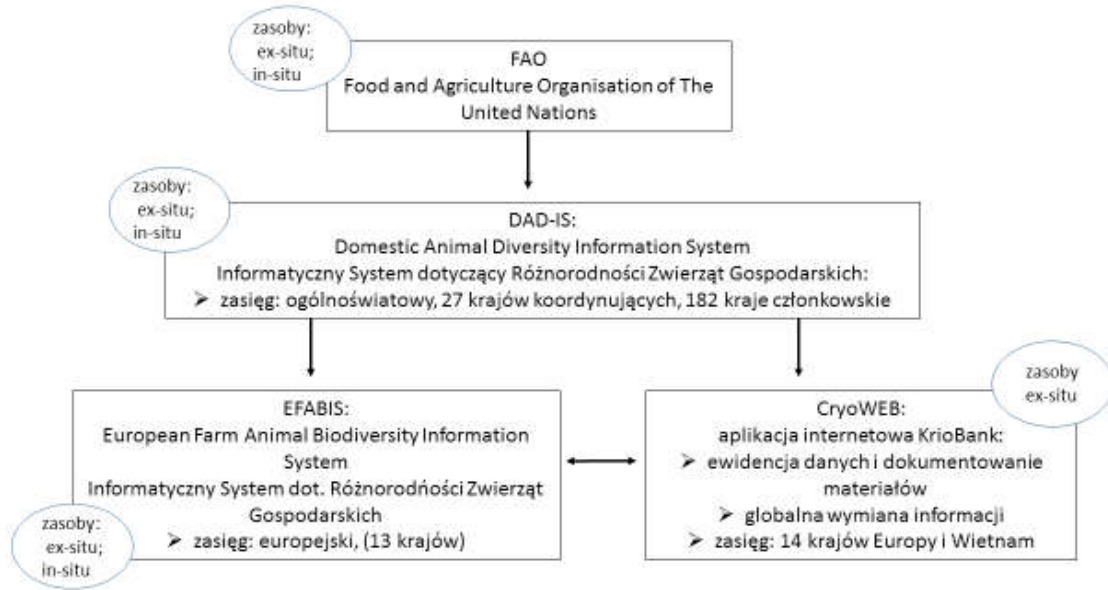 zasoby:
ex-situ;
in-situ
FAO
Food and Agriculture Organisation of The
United Nations
zasoby:
ex-situ;
in-situ
DAD-IS:
Domestic Animal Diversity Information System
Informatyczny System dotyczący Różnorodności Zwierząt Gospodarskich:
➢ zasięg: ogólnoświatowy, 27 krajów koordynujących, 182 kraje członkowskie
EFABIS:
European Farm Animal Biodiversity Information
System
Informatyczny System dot. Różnorodńości Zwierząt
Gospodarskich
➢ zasięg: europejski, (13 krajów)
zasoby:
ex-situ;
in-situ
zasoby
ex-situ
CryoWEB:
aplikacja internetowa KrioBank:
➢ ewidencja danych i dokumentowanie
materiałów
➢ globalna wymiana informacji
➢ zasięg: 14 krajów Europy i Wietnam